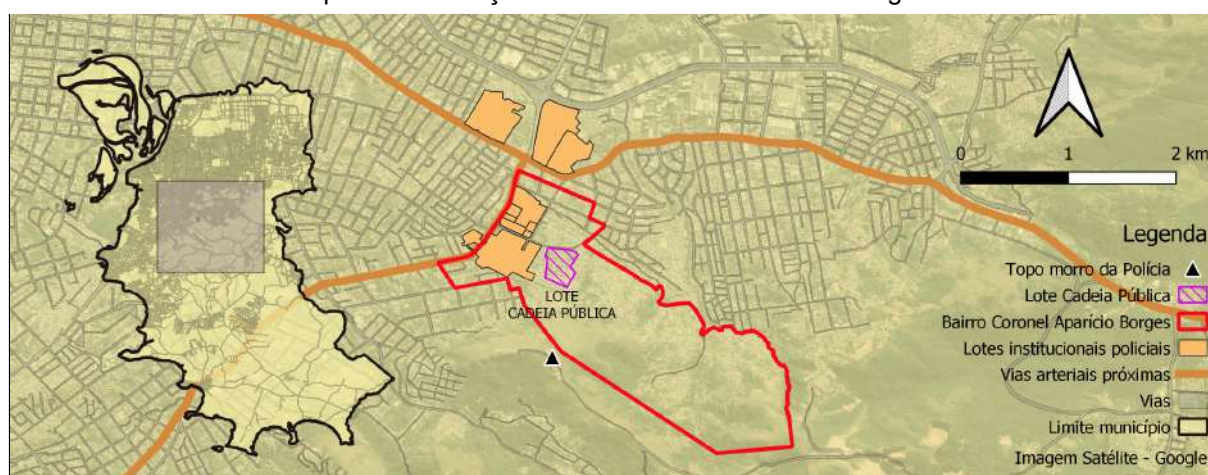 0 1 2 km
Legenda
Topo morro da Polícia
Lote Cadeia Pública
Bairro Coronel Aparício Borges
Lotes institucionais policiais
Vias arteriais próximas
Vias
Limite município
Imagem Satélite - Google
LOTE
CADEIA PÚBLICA